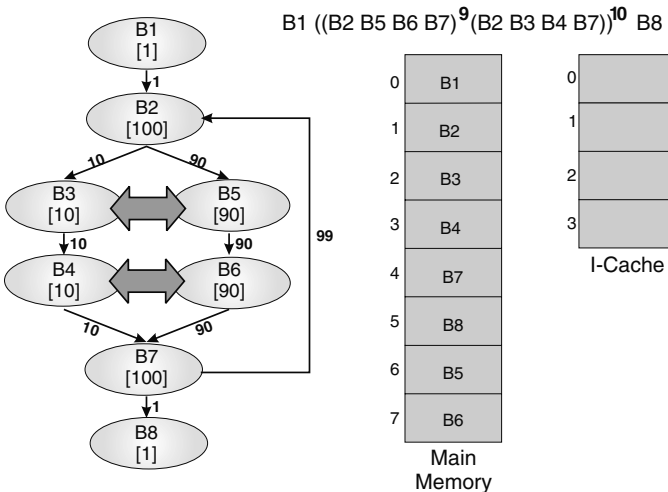 B1 ((B2 B5 B6 B7)9(B2 B3 B4 B7))10 B8
B1
[1]
1
B2
[100]
10
90
B3
[10]
B5
[90]
10
90
99
B4
[10]
B6
[90]
10
90
B7
[100]
1
B8
[1]
0 B1
1 B2
2 B3
3 B4
4 B7
5 B8
6 B5
7 B6
Main
Memory
0
1
2
3
I-Cache